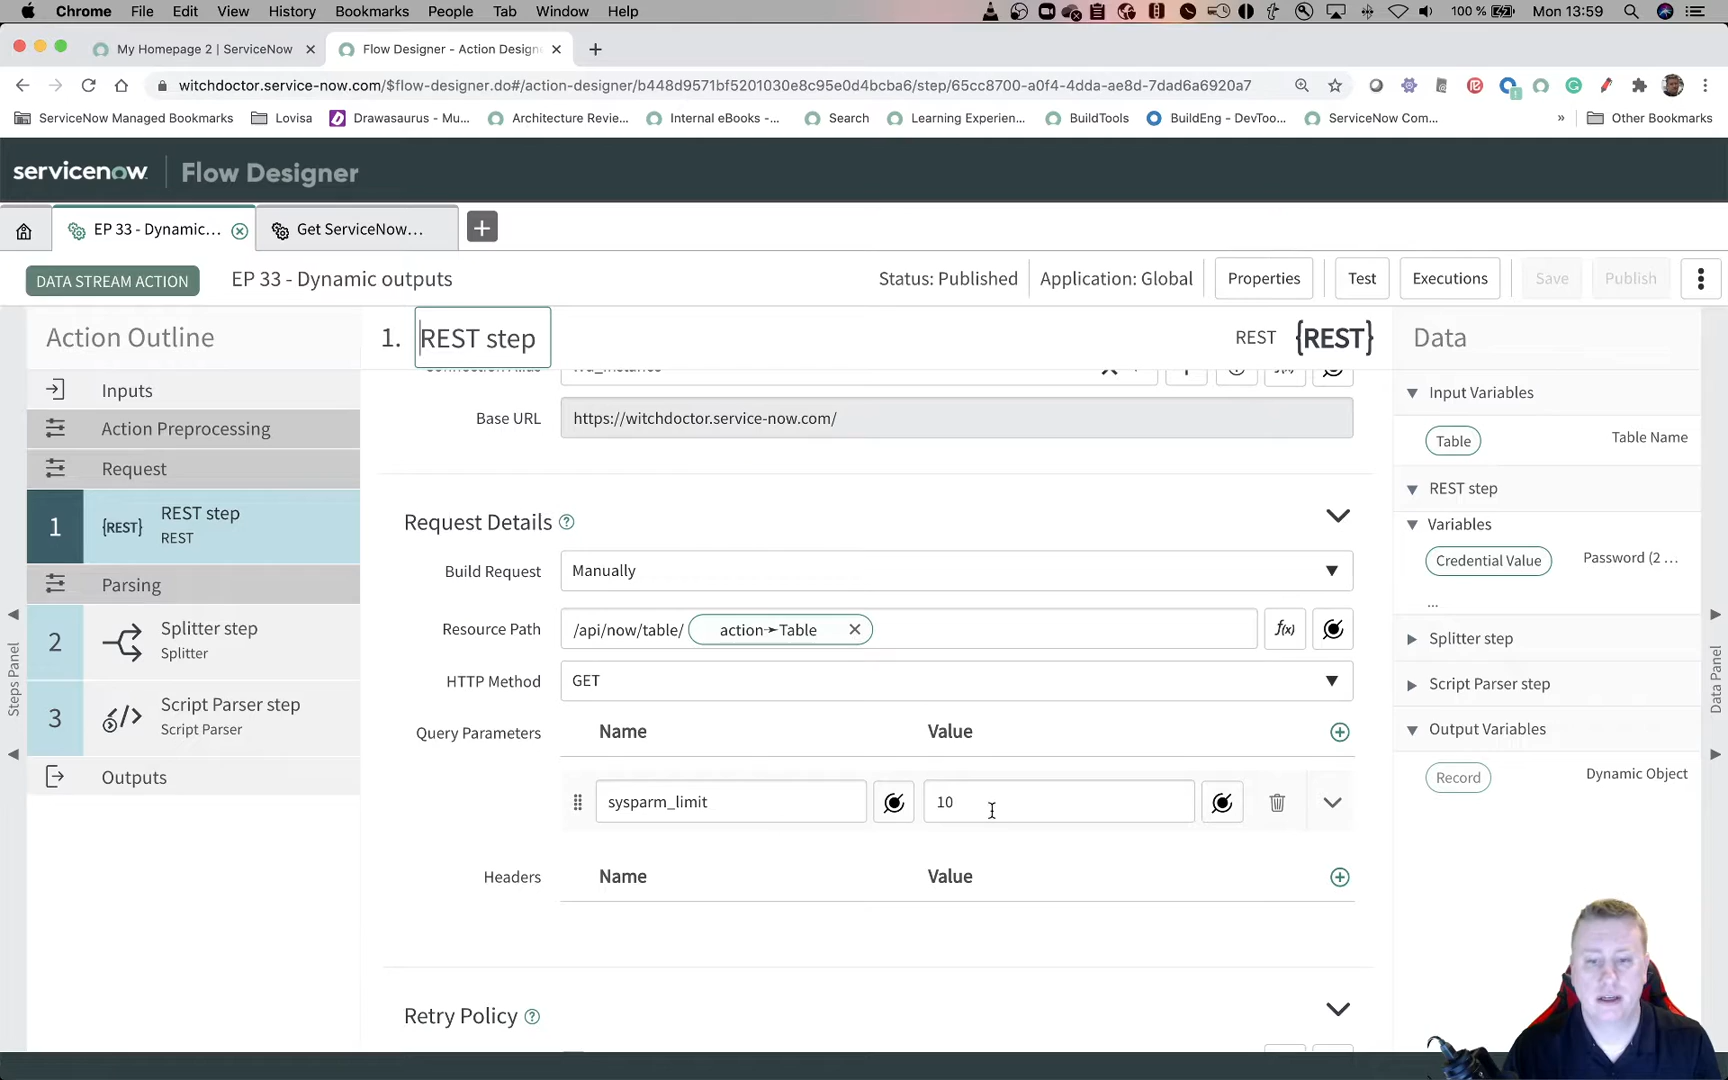 Chrome File Edit View History Bookmarks People Tab Window Help 100 % Mon 13:59
My Homepage 2 | ServiceNow Flow Designer - Action Design
witchdoctor.service-now.com/$flow-designer.do#/action-designer/b448d9571bf5201030e8c95e0d4bcba6/step/65cc8700-a0f4-4dda-ae8d-7dad6a6920a7
ServiceNow Managed Bookmarks Lovisa Drawasaurus - Mu... Architecture Revie... Internal eBooks -... Search Learning Experien... BuildTools BuildEng - DevToo... ServiceNow Com... » Other Bookmarks
servicenow Flow Designer
EP 33 - Dynamic... Get ServiceNow...
DATA STREAM ACTION EP 33 - Dynamic outputs Status: Published Application: Global Properties Test Executions Save Publish
Action Outline
Inputs
Action Preprocessing
Request
1 {REST} REST step
REST
Parsing
2 Splitter step
Splitter
3 Script Parser step
Script Parser
Outputs
Steps Panel
1. REST step REST {REST}
Base URL https://witchdoctor.service-now.com/
Request Details
Build Request Manually
Resource Path /api/now/table/ action➛Table f(x)
HTTP Method GET
Query Parameters Name Value
sysparm_limit 10
Headers Name Value
Retry Policy
Data
Input Variables
Table Table Name
REST step
Variables
Credential Value Password (2 ...
...
Splitter step
Script Parser step
Output Variables
Record Dynamic Object
Data Panel